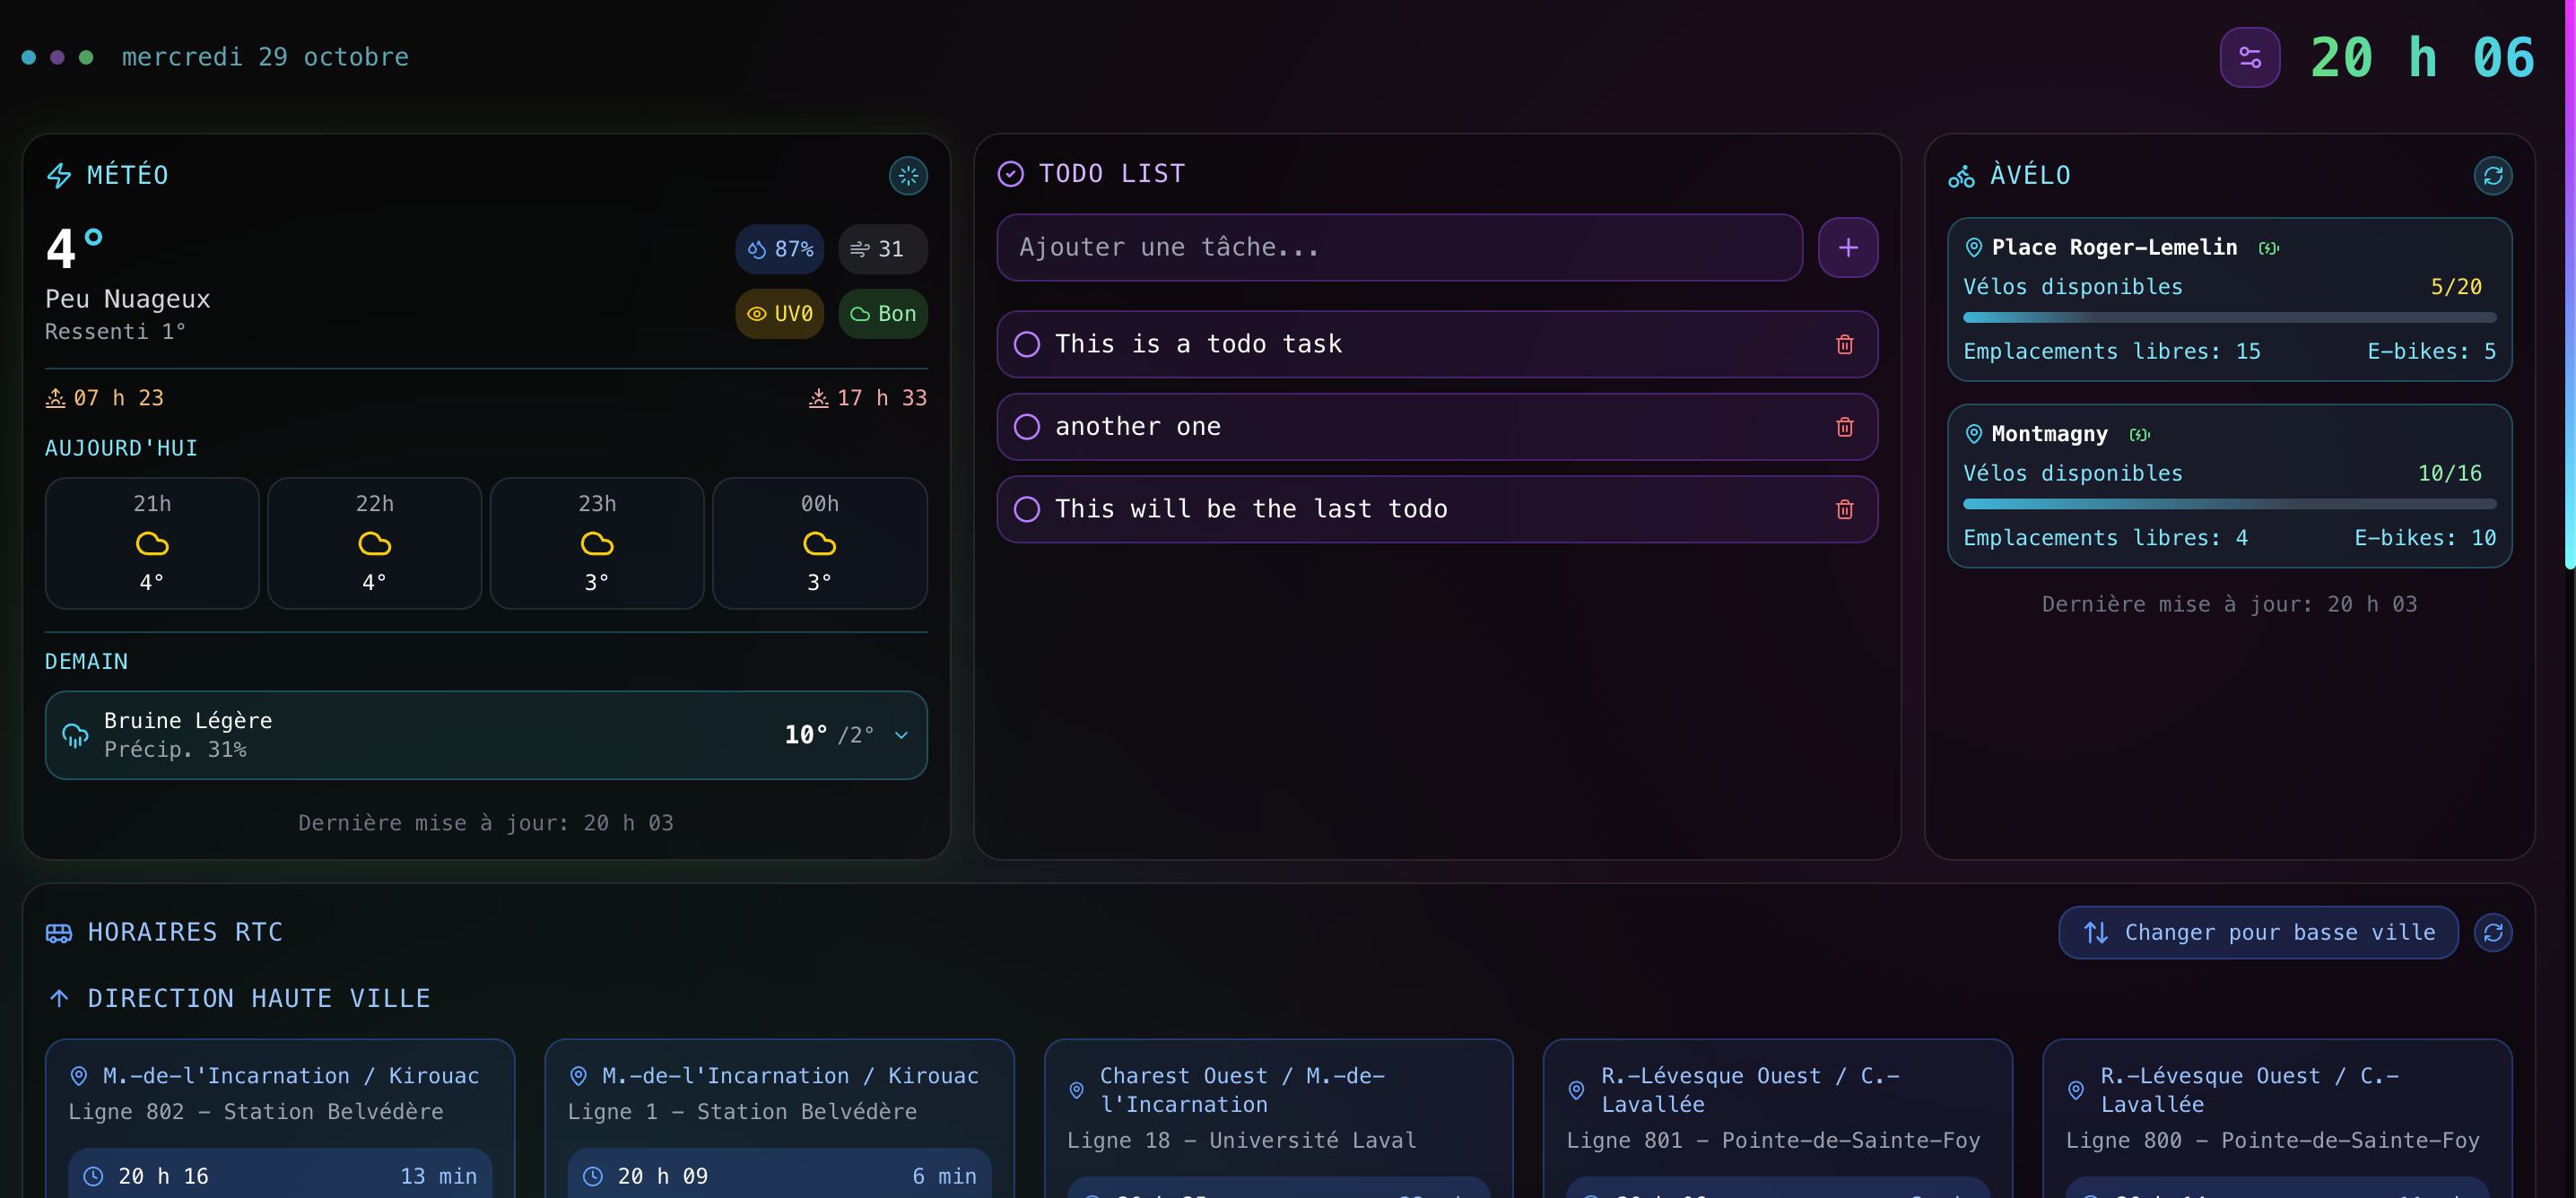 mercredi 29 octobre
20 h 06
MÉTÉO
4°
87%
31
Peu Nuageux
UV0
Bon
Ressenti 1°
07 h 23
17 h 33
AUJOURD'HUI
21h
22h
23h
00h
4°
4°
3°
3°
DEMAIN
Bruine Légère
Précip. 31%
10° /2°
Dernière mise à jour: 20 h 03
TODO LIST
Ajouter une tâche...
This is a todo task
another one
This will be the last todo
ÀVÉLO
Place Roger-Lemelin
Vélos disponibles 5/20
Emplacements libres: 15 E-bikes: 5
Montmagny
Vélos disponibles 10/16
Emplacements libres: 4 E-bikes: 10
Dernière mise à jour: 20 h 03
HORAIRES RTC
Changer pour basse ville
DIRECTION HAUTE VILLE
M.-de-l'Incarnation / Kirouac
Ligne 802 - Station Belvédère
20 h 16 13 min
M.-de-l'Incarnation / Kirouac
Ligne 1 - Station Belvédère
20 h 09 6 min
Charest Ouest / M.-de-
l'Incarnation
Ligne 18 - Université Laval
R.-Lévesque Ouest / C.-
Lavallée
Ligne 801 - Pointe-de-Sainte-Foy
R.-Lévesque Ouest / C.-
Lavallée
Ligne 800 - Pointe-de-Sainte-Foy